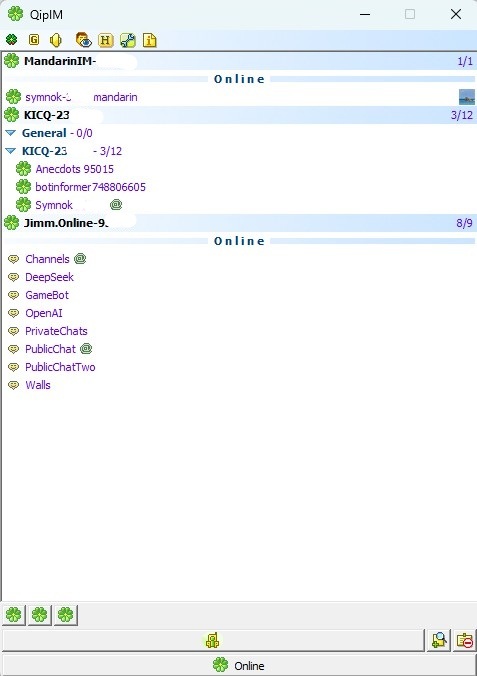 QipIM
G H i
MandarinIM- 1/1
Online
symnok- mandarin
KICQ-23 3/12
General - 0/0
KICQ-23 - 3/12
Anecdots 95015
botinformer748806605
Symnok @
Jimm.Online-9. 8/9
Online
Channels @
DeepSeek
GameBot
OpenAI
PrivateChats
PublicChat @
PublicChatTwo
Walls
Online